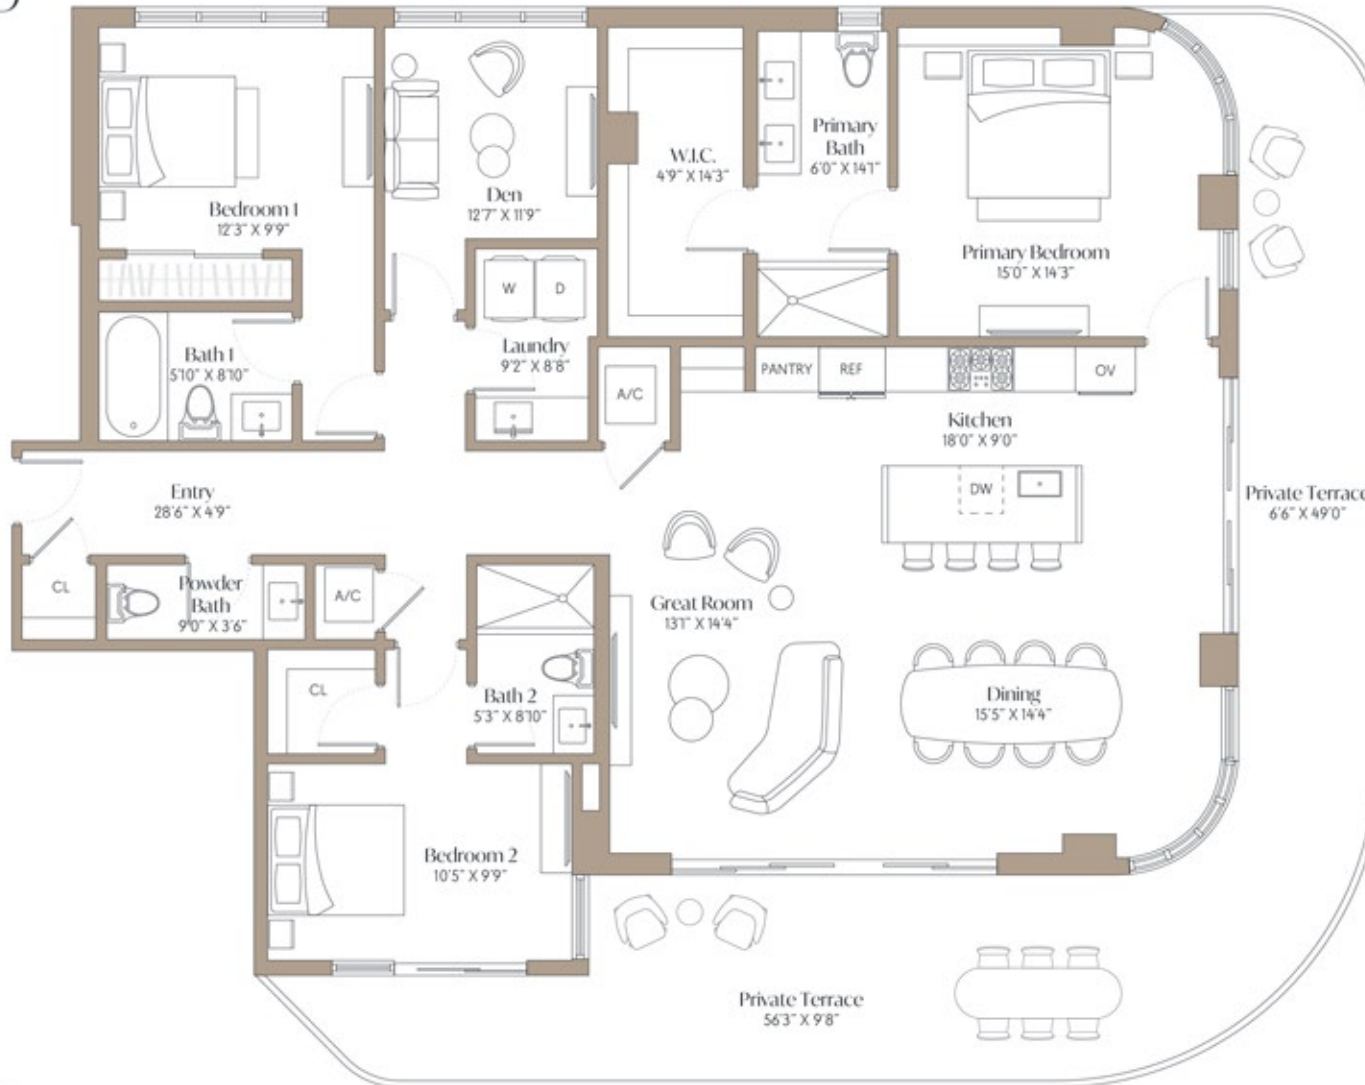 Bedroom 1
12'3" X 9'9"
Den
12'7" X 11'9"
W.I.C.
4'9" X 14'3"
Primary
Bath
6'0" X 14'1"
Primary Bedroom
15'0" X 14'3"
W
D
Laundry
9'2" X 8'8"
Bath 1
5'10" X 8'10"
A/C
PANTRY
REF
OV
Kitchen
18'0" X 9'0"
DW
Entry
28'6" X 4'9"
Private Terrace
6'6" X 49'0"
CL
Powder
Bath
9'0" X 3'6"
A/C
Great Room
13'1" X 14'4"
CL
Bath 2
5'3" X 8'10"
Dining
15'5" X 14'4"
Bedroom 2
10'5" X 9'9"
Private Terrace
56'3" X 9'8"